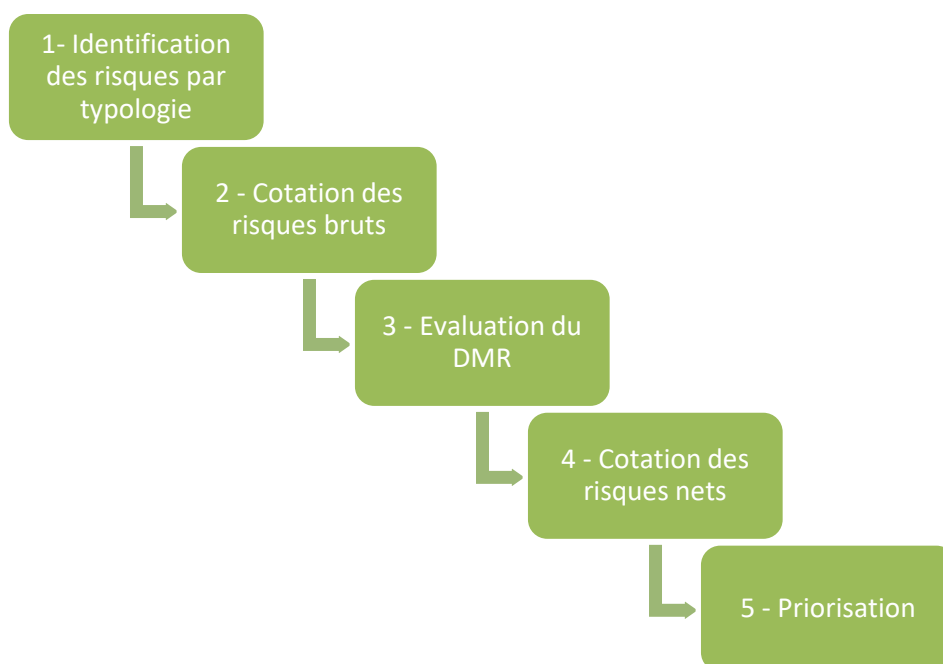 1- Identification
des risques par
typologie
2 - Cotation des
risques bruts
3 - Evaluation du
DMR
4 - Cotation des
risques nets
5 - Priorisation